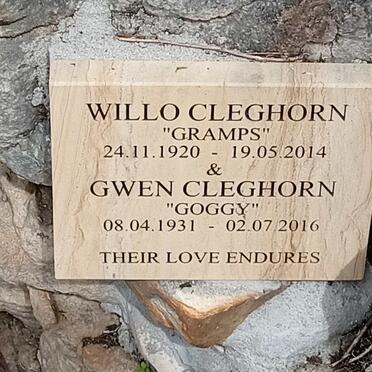 WILLO CLEGHORN
"GRAMPS"
24.11.1920 - 19.05.2014
&
GWEN CLEGHORN
"GOGGY"
08.04.1931 - 02.07.2016
THEIR LOVE ENDURES